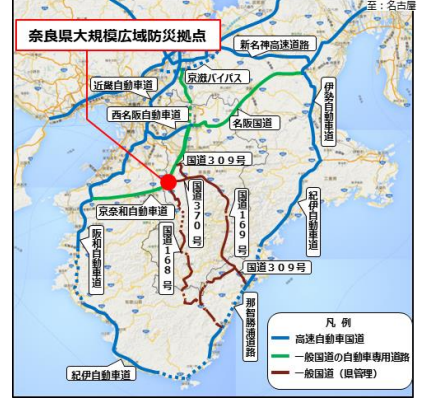 至：名古屋
奈良県大規模広域防災拠点
新名神高速道路
京滋バイパス
近畿自動車道
西名阪自動車道
名阪国道
伊勢自動車道
国道309号
国道370号
国道169号
紀伊自動車道
京奈和自動車道
国道168号
阪和自動車道
国道309号
那智勝浦道路
紀伊自動車道
凡 例
高速自動車国道
一般国道の自動車専用道路
一般国道（県管理）